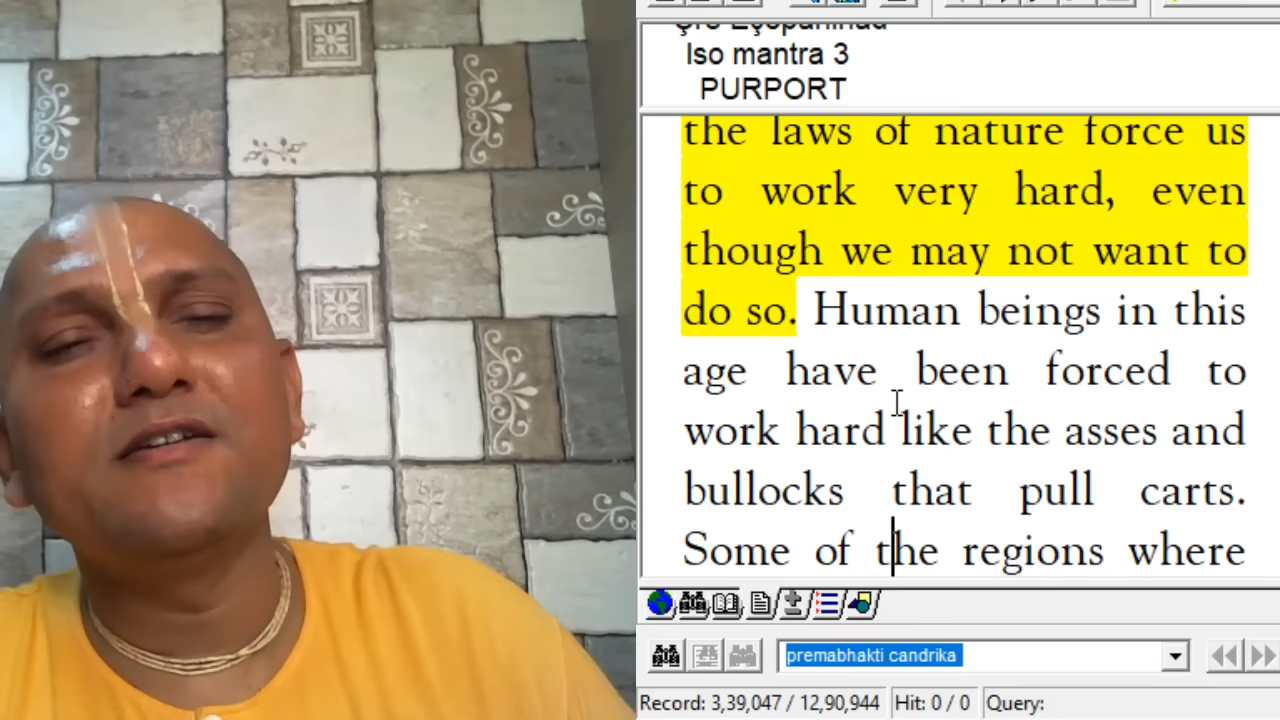 Çré Éçopaniñad
Iso mantra 3
PURPORT
the laws of nature force us
to work very hard, even
though we may not want to
do so. Human beings in this
age have been forced to
work hard like the asses and
bullocks that pull carts.
Some of the regions where
premabhakti candrika
Record: 3,39,047 / 12,90,944 Hit: 0 / 0 Query: